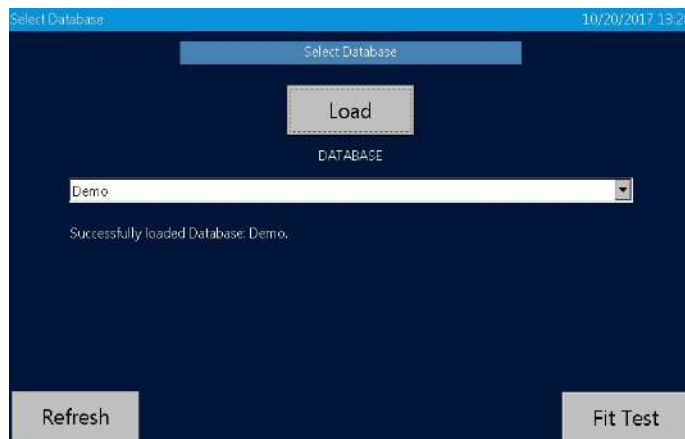 Select Database 10/20/2017 13:2
Select Database
Load
DATABASE
Demo
Successfully loaded Database: Demo.
Refresh Fit Test